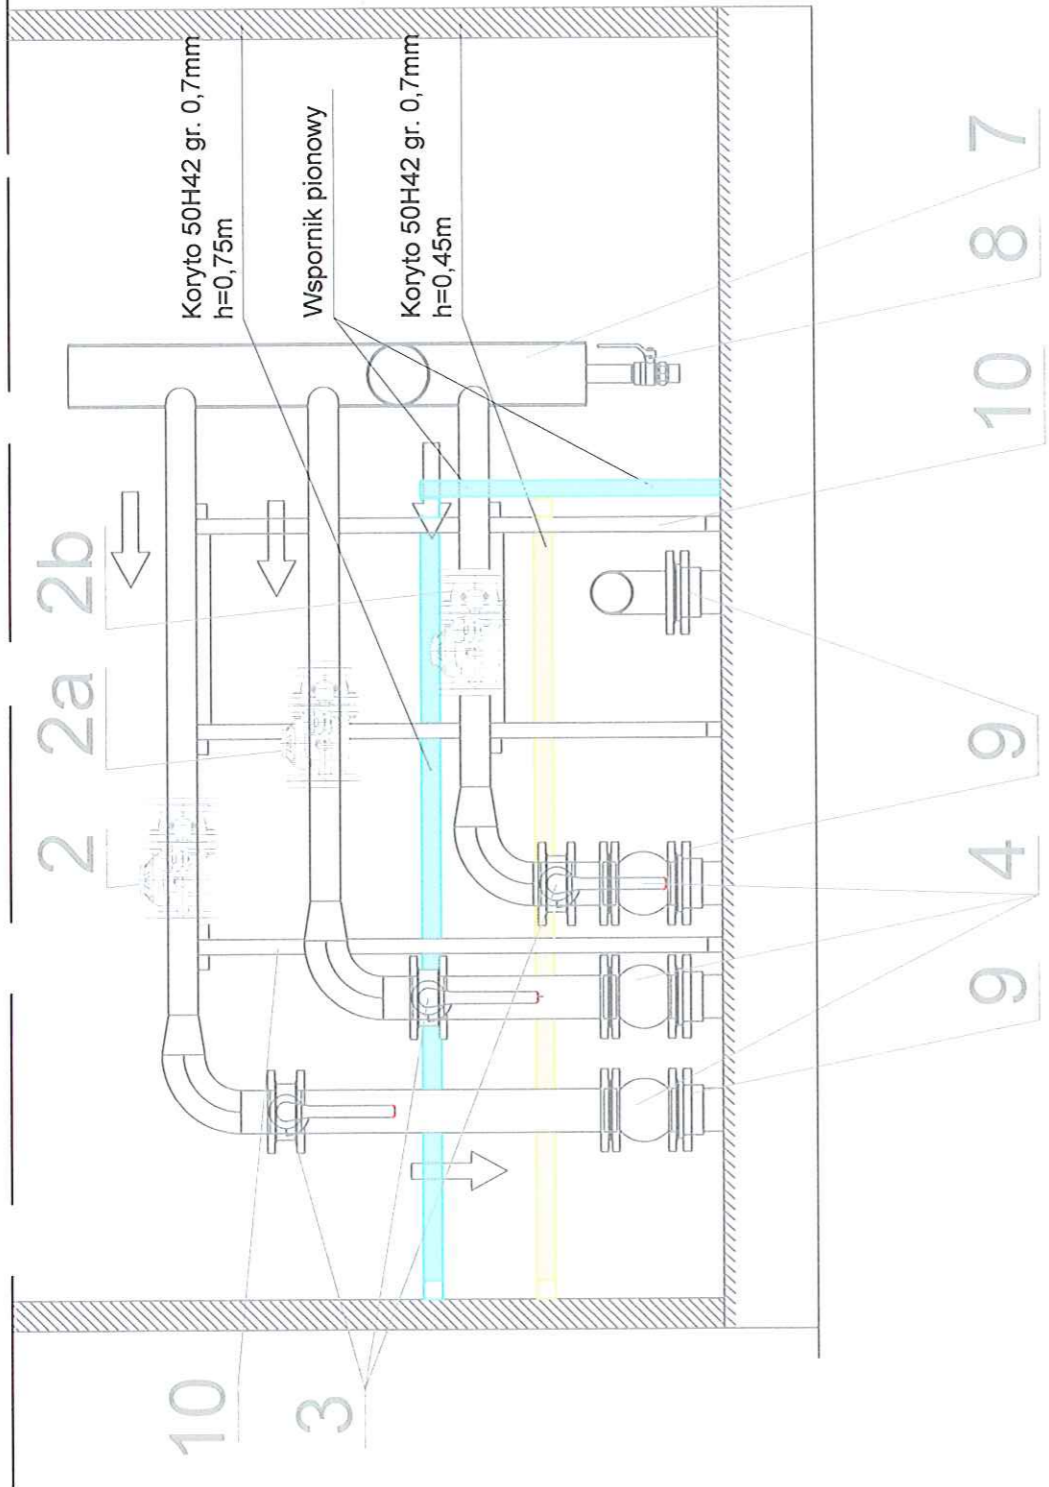 2
2a
2b
10
Koryto 50H42 gr. 0,7mm
h=0,75m
3
Wspornik pionowy
Koryto 50H42 gr. 0,7mm
h=0,45m
9
4
9
10
8
7